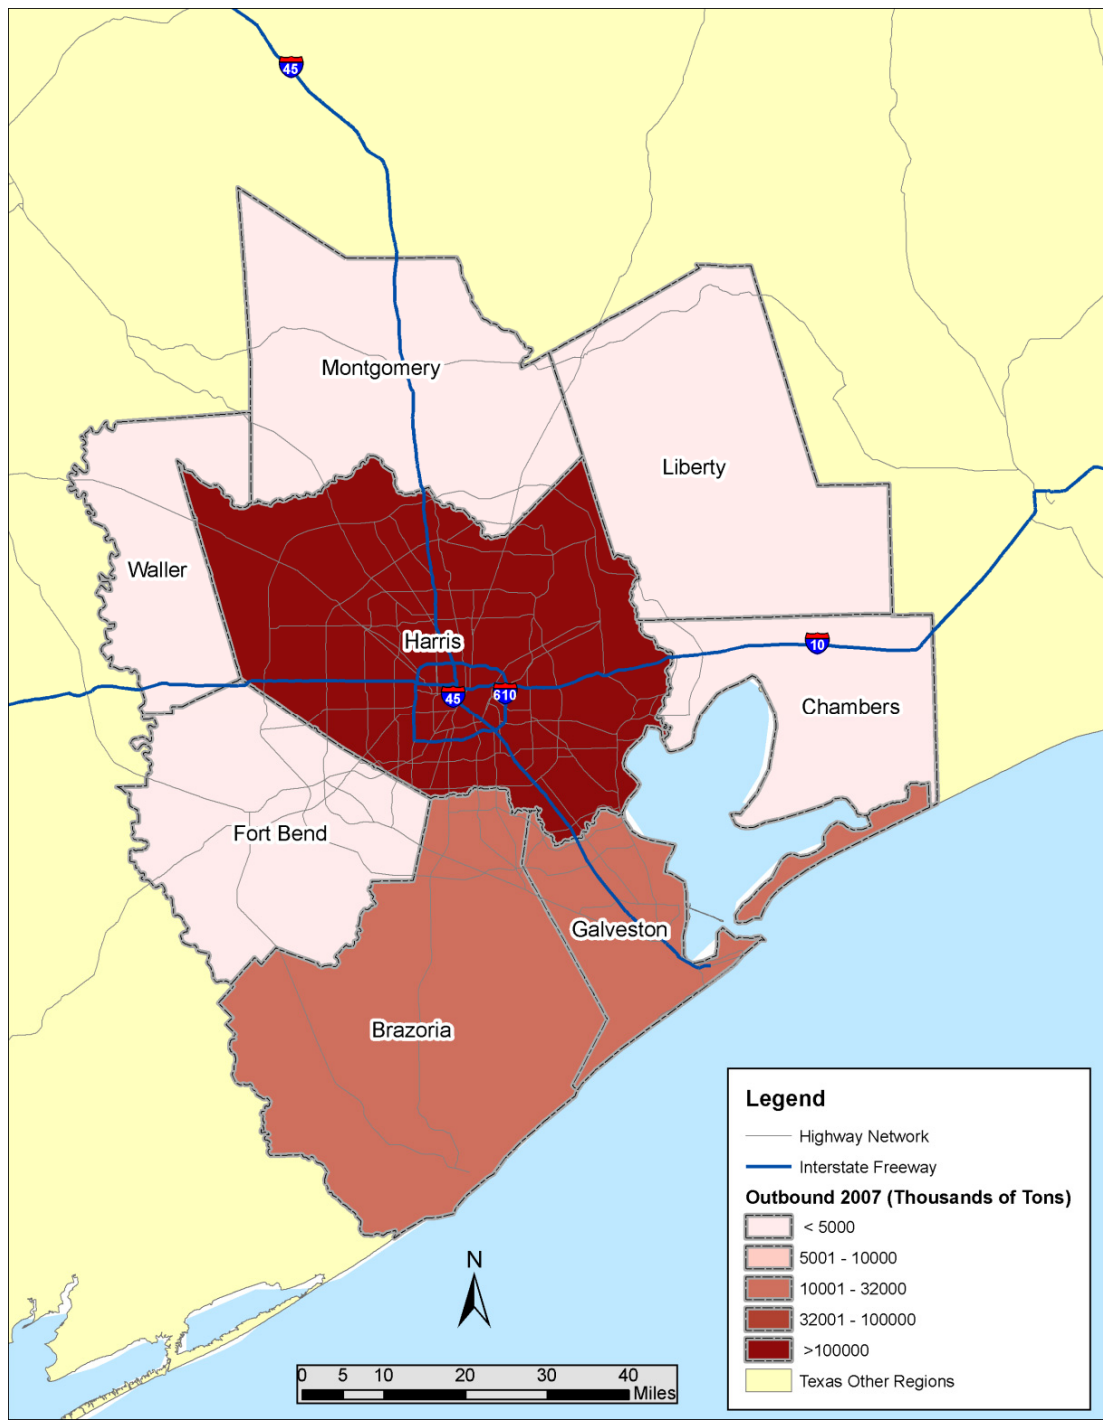 45
Montgomery
Liberty
Waller
Harris
10
45
610
Chambers
Fort Bend
Galveston
Brazoria
Legend
Highway Network
Interstate Freeway
Outbound 2007 (Thousands of Tons)
< 5000
5001 - 10000
10001 - 32000
32001 - 100000
>100000
Texas Other Regions
N
0 5 10 20 30 40
Miles